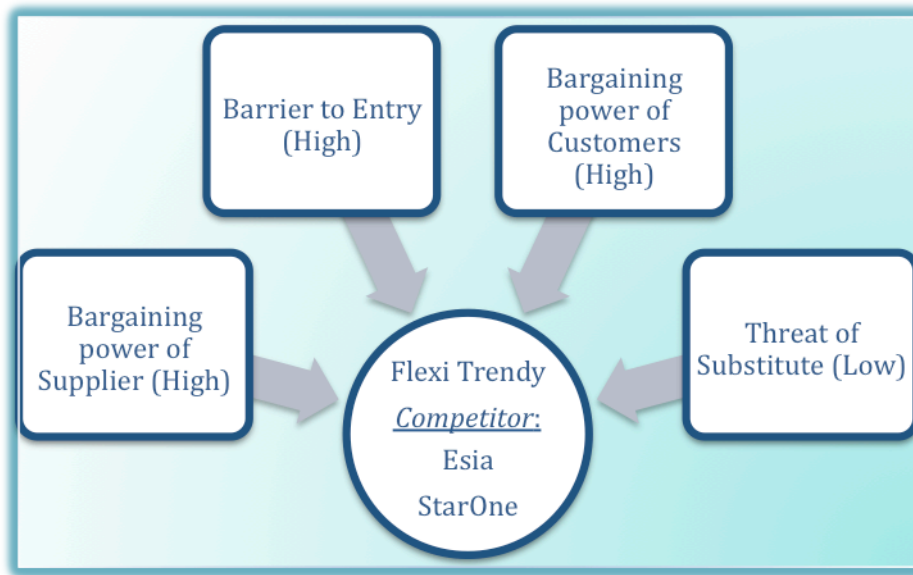 Barrier to Entry
(High)
Bargaining
power of
Customers
(High)
Bargaining
power of
Supplier (High)
Threat of
Substitute (Low)
Flexi Trendy
Competitor:
Esia
StarOne